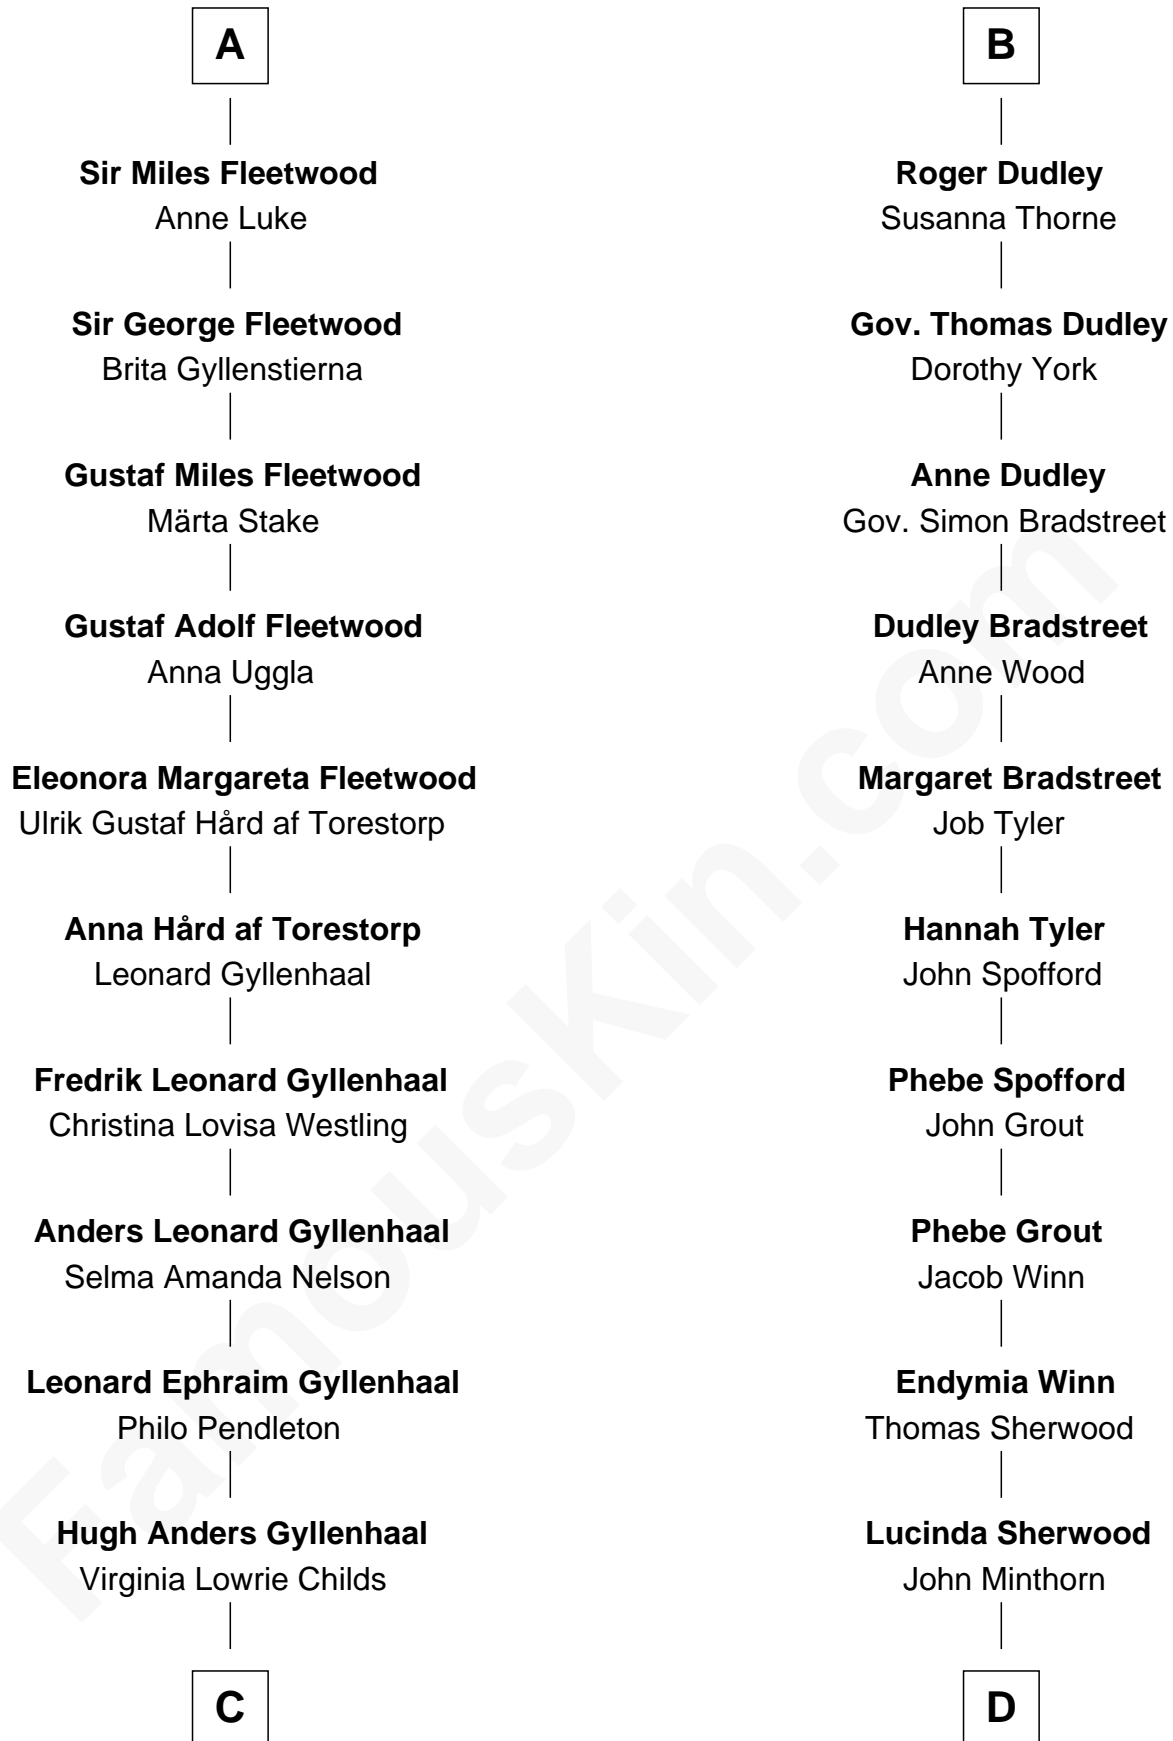 A
Sir Miles Fleetwood
Anne Luke
Sir George Fleetwood
Brita Gyllenstierna
Gustaf Miles Fleetwood
Märta Stake
Gustaf Adolf Fleetwood
Anna Uggla
Eleonora Margareta Fleetwood
Ulrik Gustaf Hård af Torestorp
Anna Hård af Torestorp
Leonard Gyllenhaal
Fredrik Leonard Gyllenhaal
Christina Lovisa Westling
Anders Leonard Gyllenhaal
Selma Amanda Nelson
Leonard Ephraim Gyllenhaal
Philo Pendleton
Hugh Anders Gyllenhaal
Virginia Lowrie Childs
C
B
Roger Dudley
Susanna Thorne
Gov. Thomas Dudley
Dorothy York
Anne Dudley
Gov. Simon Bradstreet
Dudley Bradstreet
Anne Wood
Margaret Bradstreet
Job Tyler
Hannah Tyler
John Spofford
Phebe Spofford
John Grout
Phebe Grout
Jacob Winn
Endymia Winn
Thomas Sherwood
Lucinda Sherwood
John Minthorn
D
FamousKin.com